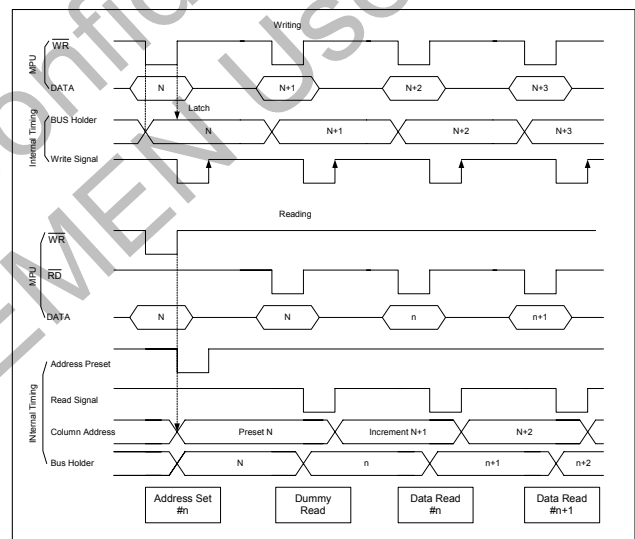 Writing
WR
MPU
DATA N N+1 N+2 N+3
Latch
Internal Timing
BUS Holder N N+1 N+2 N+3
Write Signal
Reading
WR
MPU
RD
DATA N N n n+1
Address Preset
INternal Timing
Read Signal
Column Address Preset N Increment N+1 N+2
Bus Holder N n n+1 n+2
Address Set Dummy Data Read Data Read
#n Read #n #n+1